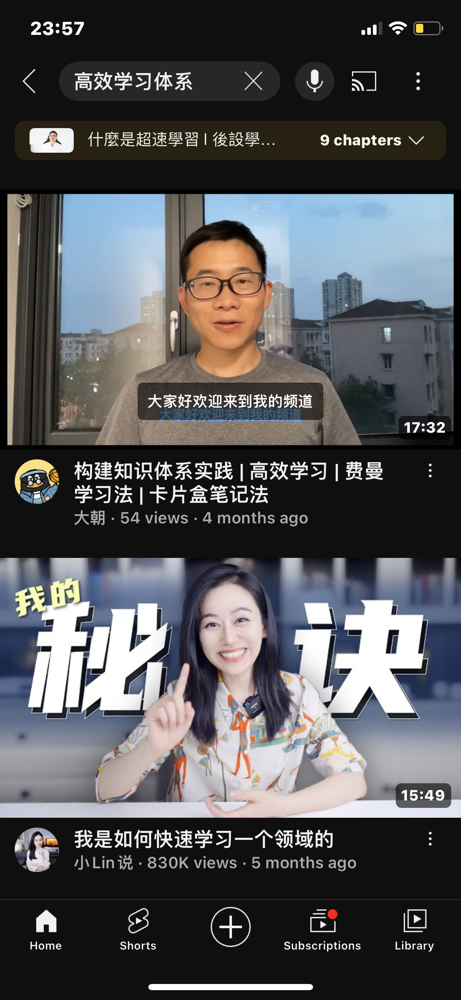 23:57
高效学习体系
什麼是超速學習 | 後設學...
9 chapters
大家好欢迎来到我的频道
大家好欢迎来到我的频道
17:32
构建知识体系实践 | 高效学习 | 费曼
学习法 | 卡片盒笔记法
大朝 · 54 views · 4 months ago
我的
秘诀
15:49
我是如何快速学习一个领域的
小Lin说 · 830K views · 5 months ago
Home
Shorts
Subscriptions
Library